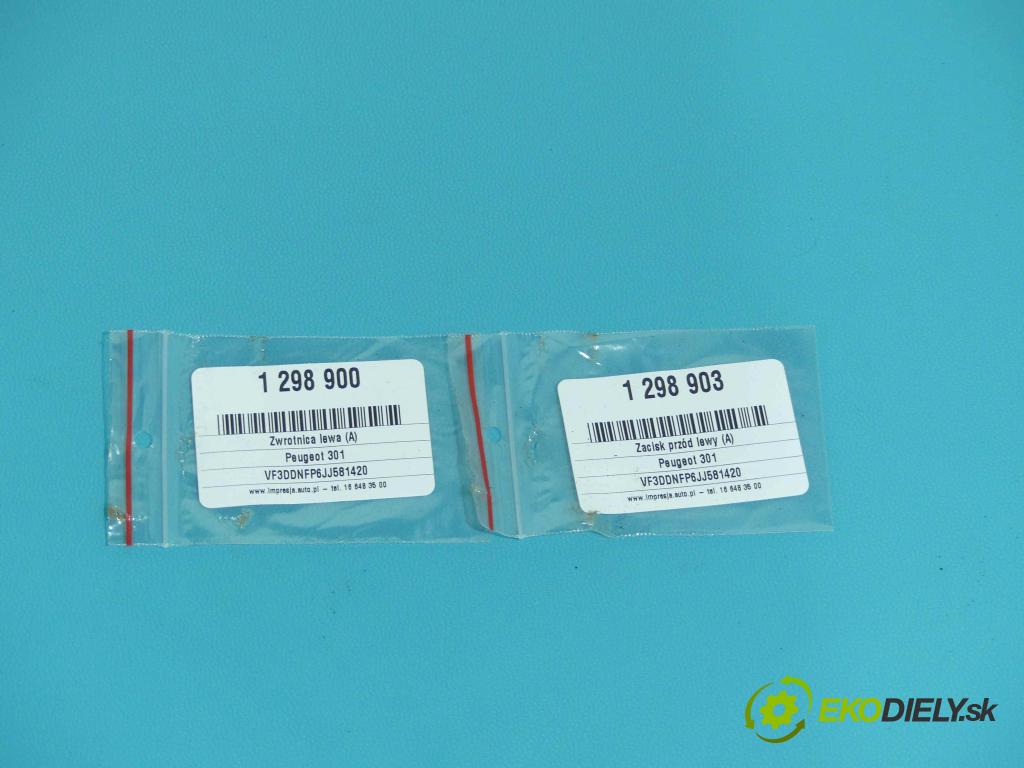 1 298 900
Zwrotnica lewa (A)
Peugeot 301
VF3DDNFP6JJ581420
www.impresja.auto.pl – tel. 16 648 35 00
1 298 903
Zacisk przód lewy (A)
Peugeot 301
VF3DDNFP6JJ581420
www.impresja.auto.pl – tel. 16 648 35 00
EKODIELY.sk